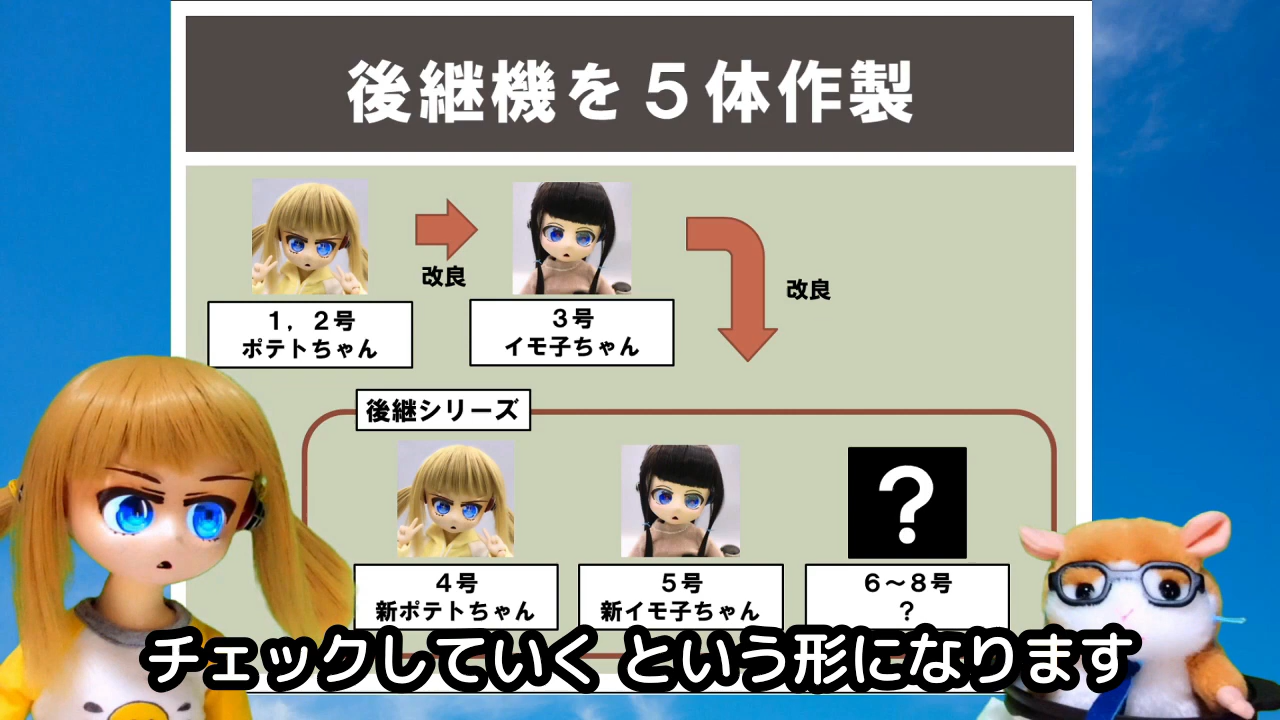 後継機を５体作製
改良
改良
１，２号
ポテトちゃん
３号
イモ子ちゃん
後継シリーズ
?
４号
新ポテトちゃん
５号
新イモ子ちゃん
６～８号
？
チェックしていく という形になります